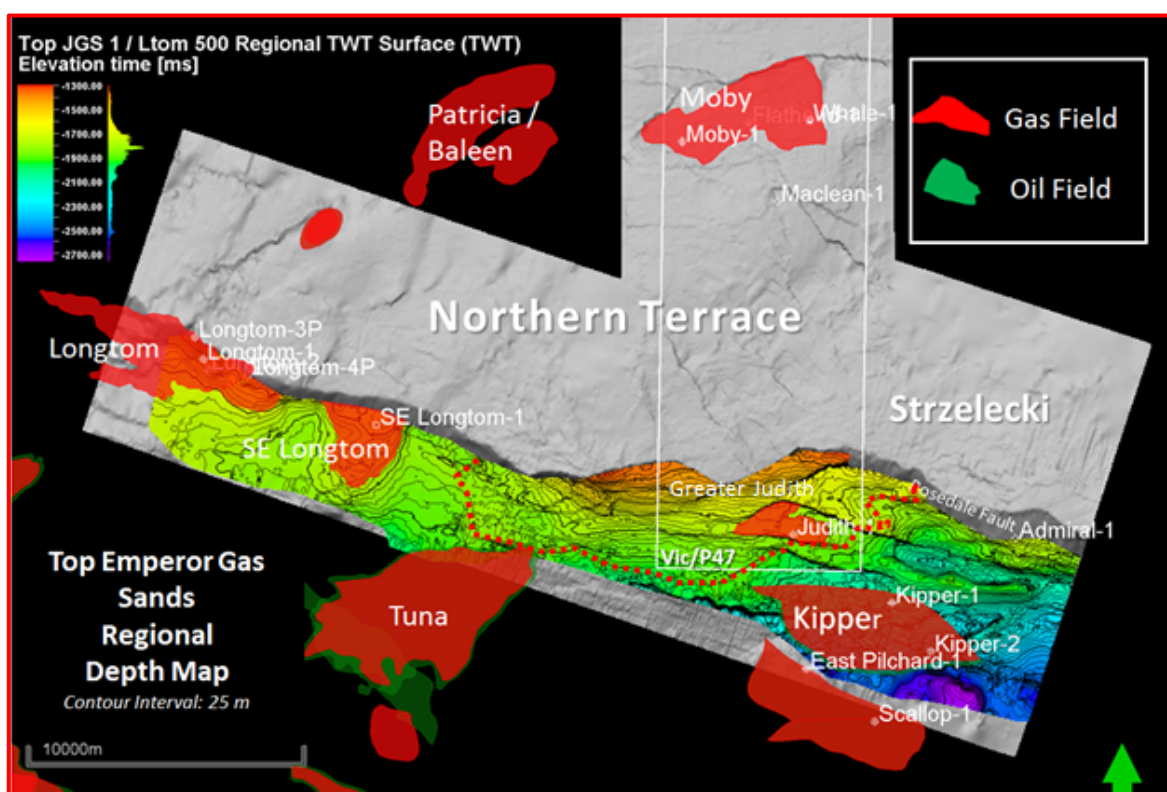 Top JGS 1 / Ltom 500 Regional TWT Surface (TWT)
Elevation time [ms]
-1300.00
-1500.00
-1700.00
-1900.00
-2100.00
-2300.00
-2500.00
-2700.00
Patricia /
Baleen
Moby
Whale-1
Moby-1
Maclean-1
Gas Field
Oil Field
Northern Terrace
Strzelecki
Longtom
Longtom-3P
Longtom-1
Longtom-2
Longtom-4P
SE Longtom-1
SE Longtom
Greater Judith
Judith
Rosedale Fault
Admiral-1
Vic/P47
Kipper-1
Kipper
Kipper-2
East Pilchard-1
Scallop-1
Tuna
Top Emperor Gas
Sands
Regional
Depth Map
Contour Interval: 25 m
10000m